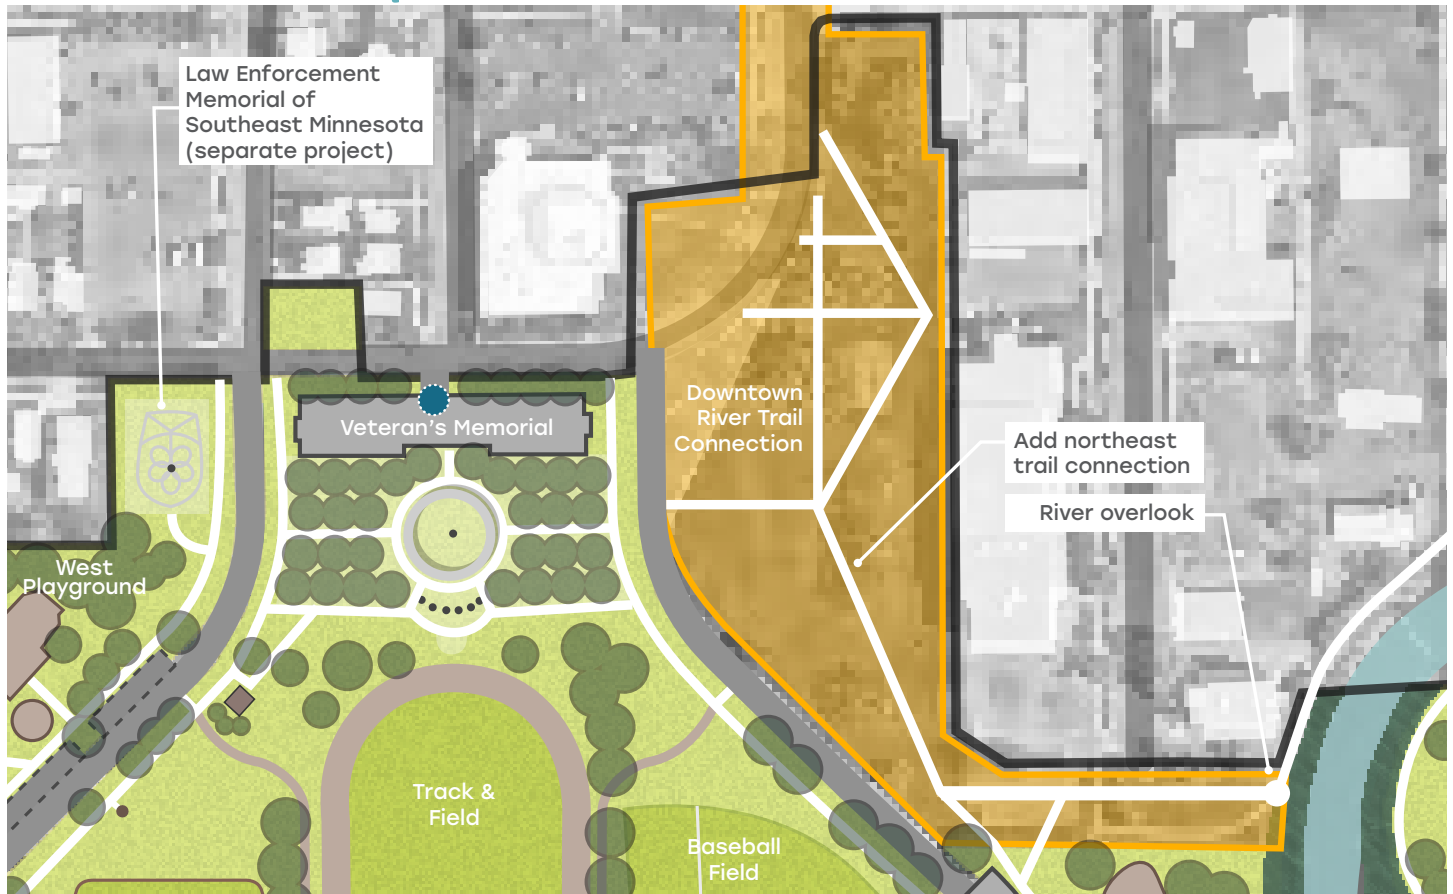 Law Enforcement
Memorial of
Southeast Minnesota
(separate project)
Veteran's Memorial
Downtown
River Trail
Connection
Add northeast
trail connection
River overlook
West
Playground
Track &
Field
Baseball
Field